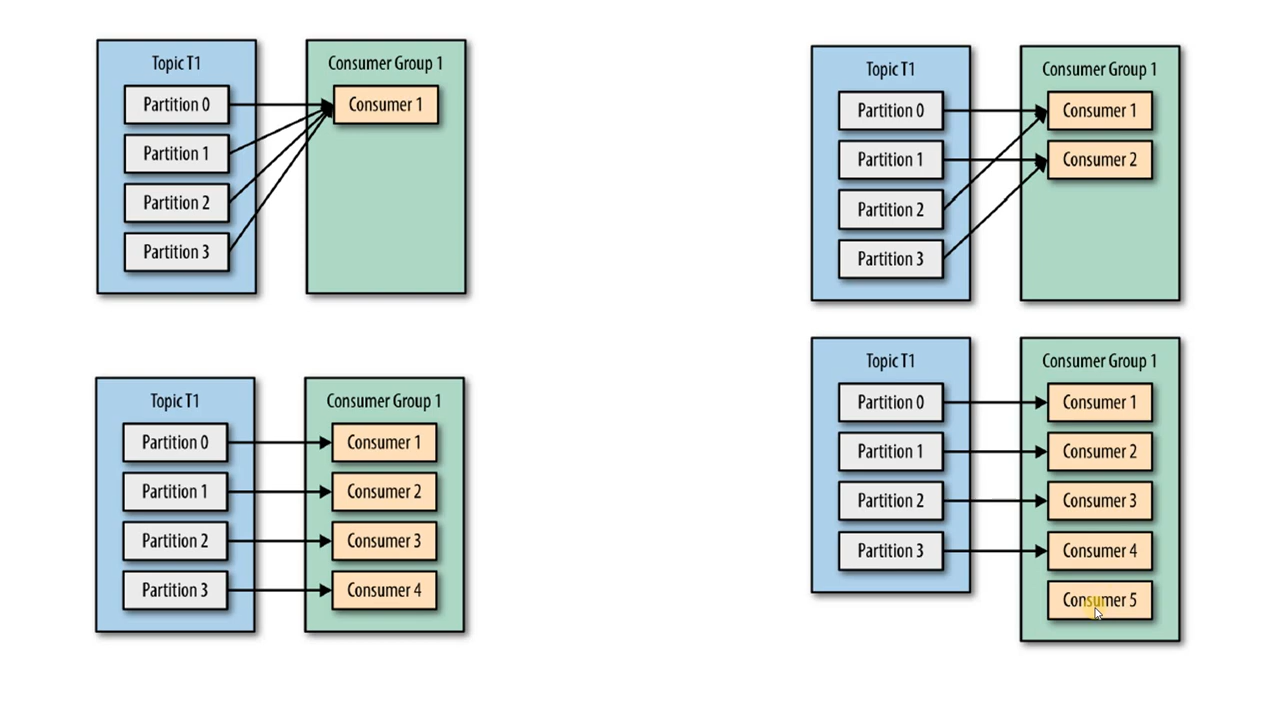 Topic T1
Partition 0
Partition 1
Partition 2
Partition 3
Consumer Group 1
Consumer 1
Topic T1
Partition 0
Partition 1
Partition 2
Partition 3
Consumer Group 1
Consumer 1
Consumer 2
Topic T1
Partition 0
Partition 1
Partition 2
Partition 3
Consumer Group 1
Consumer 1
Consumer 2
Consumer 3
Consumer 4
Topic T1
Partition 0
Partition 1
Partition 2
Partition 3
Consumer Group 1
Consumer 1
Consumer 2
Consumer 3
Consumer 4
Consumer 5